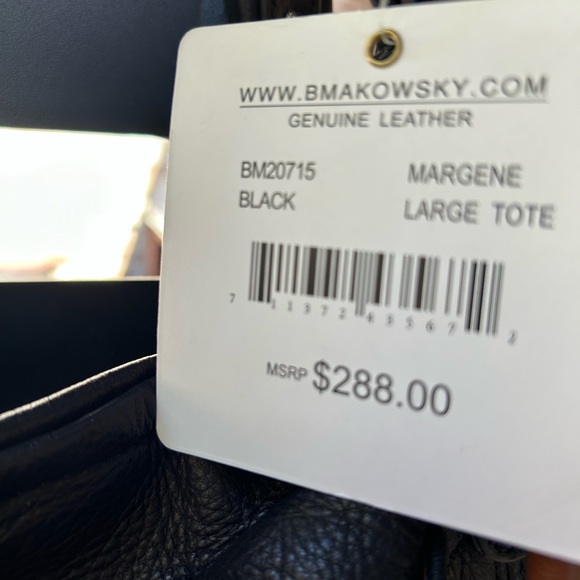 WWW.BMAKOWSKY.COM
GENUINE LEATHER
BM20715 MARGENE
BLACK LARGE TOTE
7 11372 43567 2
MSRP $288.00